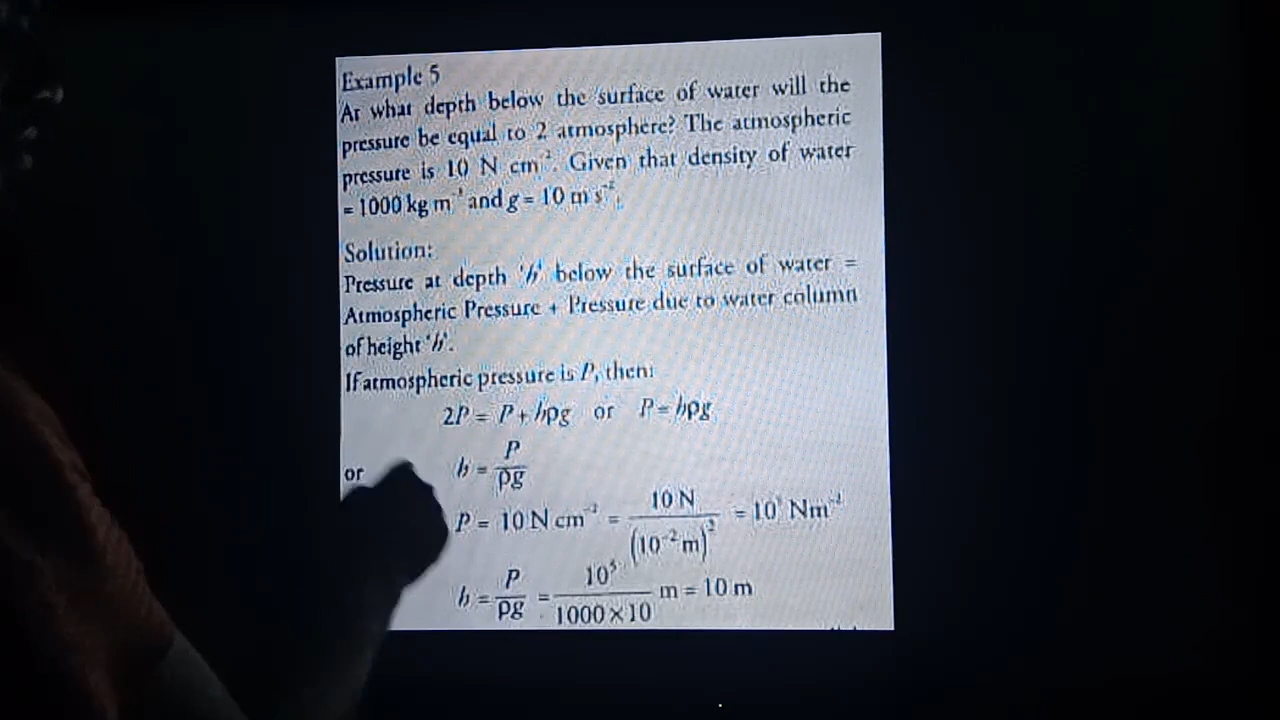 Example 5
At what depth below the surface of water will the
pressure be equal to 2 atmosphere? The atmospheric
pressure is 10 N cm⁻². Given that density of water
= 1000 kg m⁻³ and g = 10 m s⁻².
Solution:
Pressure at depth 'h' below the surface of water =
Atmospheric Pressure + Pressure due to water column
of height 'h'.
If atmospheric pressure is P, then:
2P = P + hρg or P = hρg
or h = P/ρg
P = 10 N cm⁻² = 10 N/(10⁻² m)² = 10⁵ Nm⁻²
h = P/ρg = 10⁵/1000 × 10 m = 10 m